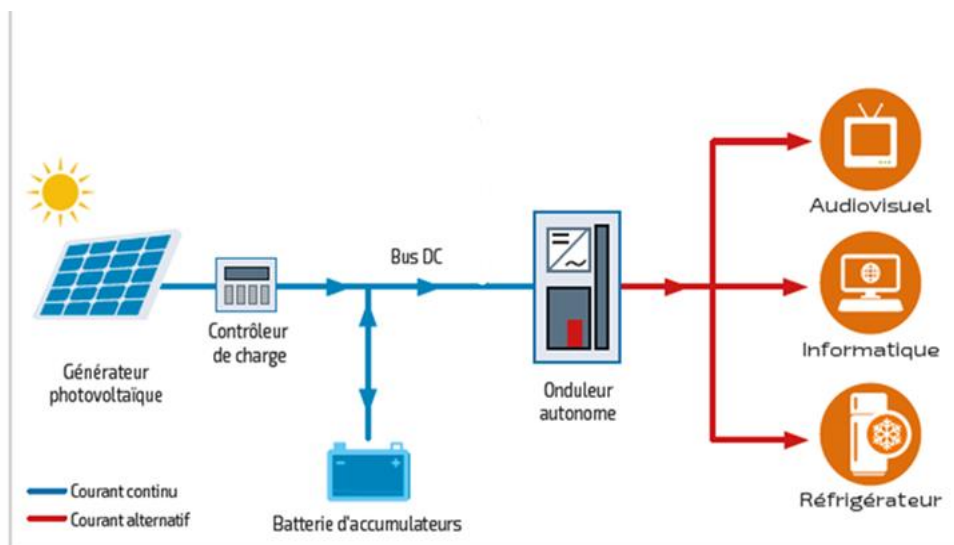 Audiovisuel
Bus DC
Contrôleur
de charge
Informatique
Générateur
photovoltaïque
Onduleur
autonome
Courant continu
Courant alternatif
Batterie d'accumulateurs
Réfrigérateur